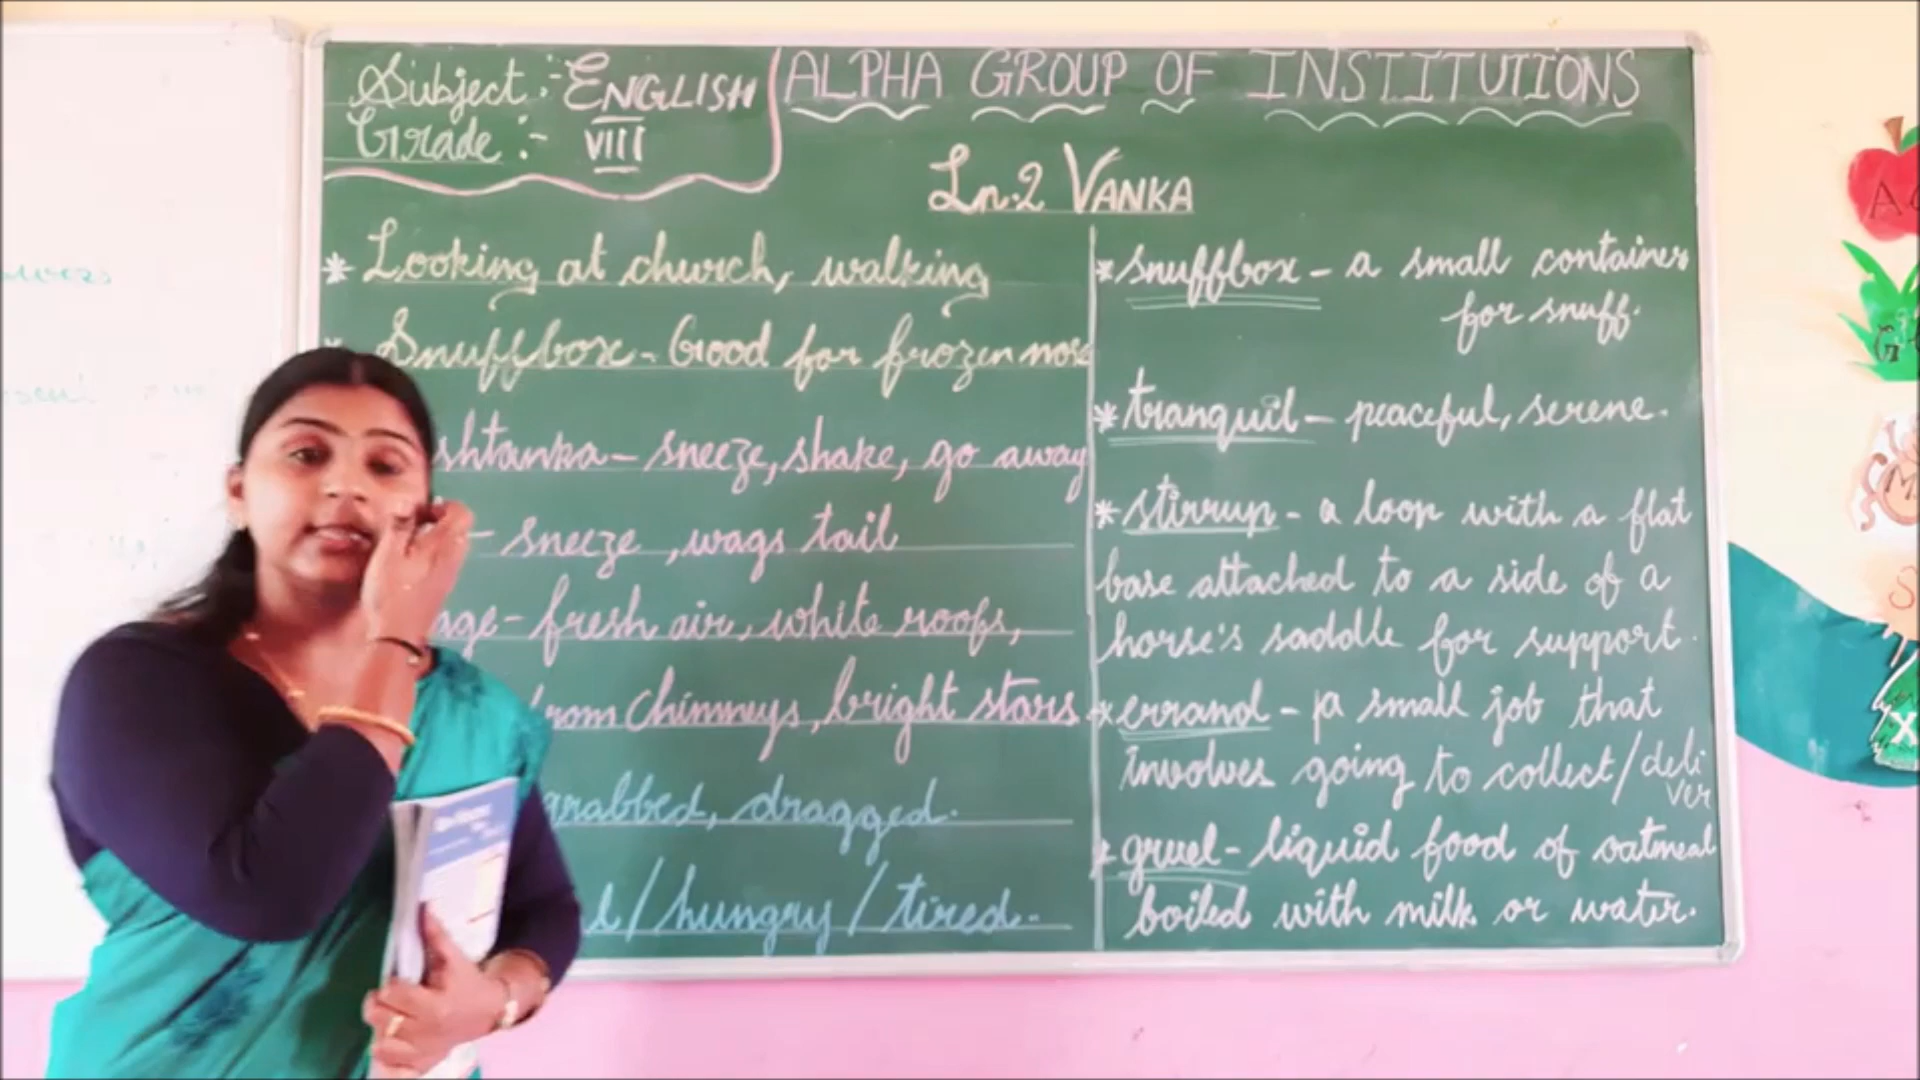 Subject :- ENGLISH
Grade :- VIII
ALPHA GROUP OF INSTITUTIONS
Ln.2 VANKA
* Looking at church, walking
Snuffbox - Good for frozen nose
shtanka - sneeze, shake, go away
- sneeze, wags tail
age - fresh air, white roofs,
from chimneys, bright stars
grabbed, dragged.
/ hungry / tired.
* snuffbox - a small container
for snuff.
* tranquil - peaceful, serene.
* stirrup - a loop with a flat
base attached to a side of a
horse's saddle for support.
* errand - A small job that
involves going to collect/deli
ver
* gruel - liquid food of oatmeal
boiled with milk or water.
A
G
M
X